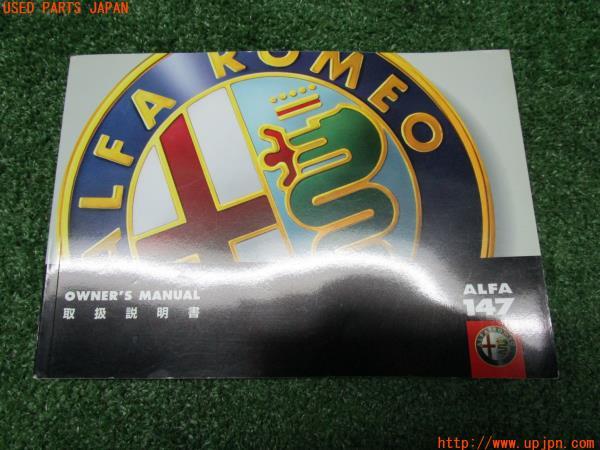 USED PARTS JAPAN
ALFA ROMEO
OWNER'S MANUAL
取扱説明書
ALFA
147
http://www.upjpn.com